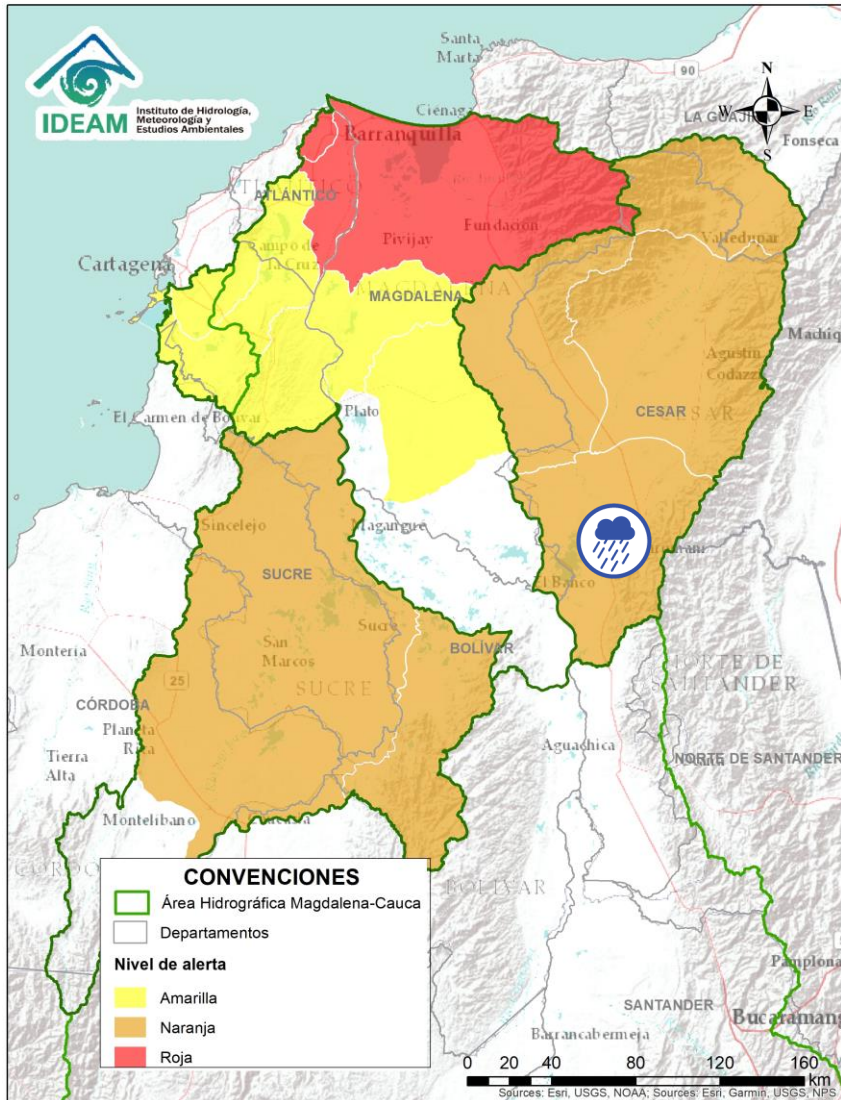 IDEAM
Instituto de Hidrología,
Meteorología y
Estudios Ambientales
Santa
Marta
90
N
W
E
S
LA GUAJIRA
Fonseca
Ciénaga
Barranquilla
ATLÁNTICO
Fundación
Pivijay
Valledupar
Campo de
la Cruz
Cartagena
MAGDALENA
Agustín
Codazzi
El Carmen de Bolívar
Plato
CESAR
CESAR
Sincelejo
Magangue
SUCRE
El Banco
Sucre
San
Marcos
BOLÍVAR
Montería
25
SUCRE
NORTE DE
SANTANDER
CÓRDOBA
Planeta
Rica
Aguachica
NORTE DE SANTANDER
Tierra
Alta
Montelibano
BOLÍVAR
CONVENCIONES
Área Hidrográfica Magdalena-Cauca
Departamentos
Nivel de alerta
Amarilla
Naranja
Roja
Pamplona
SANTANDER
Bucaramang
Barrancabermeja
0 20 40 80 120 160
Km
Sources: Esri, USGS, NOAA; Sources: Esri, Garmin, USGS, NPS